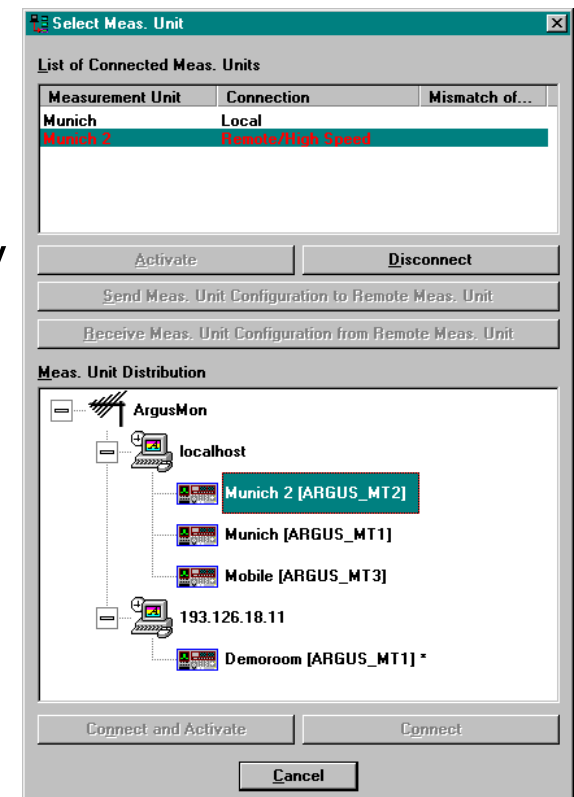 Select Meas. Unit
List of Connected Meas. Units
Measurement Unit Connection Mismatch of...
Munich Local
Munich 2 Remote/High Speed
y
Activate Disconnect
Send Meas. Unit Configuration to Remote Meas. Unit
Receive Meas. Unit Configuration from Remote Meas. Unit
Meas. Unit Distribution
ArgusMon
localhost
Munich 2 [ARGUS_MT2]
Munich [ARGUS_MT1]
Mobile [ARGUS_MT3]
193.126.18.11
Demoroom [ARGUS_MT1] *
Connect and Activate Connect
Cancel